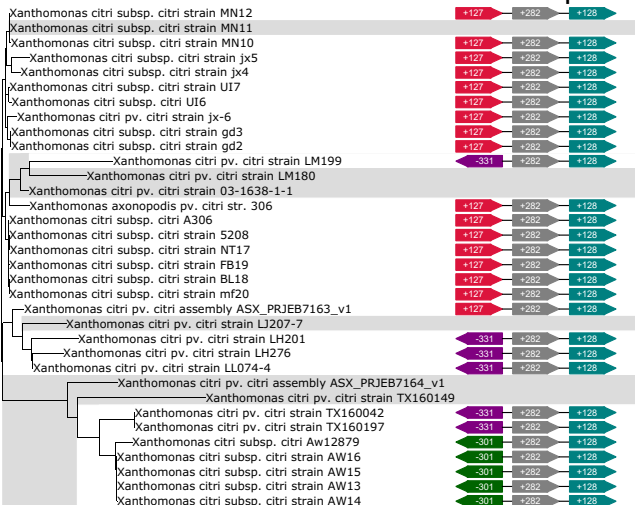 Xanthomonas citri subsp. citri strain MN12 +127 +282 +128
Xanthomonas citri subsp. citri strain MN11
Xanthomonas citri subsp. citri strain MN10 +127 +282 +128
Xanthomonas citri subsp. citri strain jx5 +127 +282 +128
Xanthomonas citri subsp. citri strain jx4 +127 +282 +128
Xanthomonas citri subsp. citri strain UI7 +127 +282 +128
Xanthomonas citri subsp. citri UI6 +127 +282 +128
Xanthomonas citri pv. citri strain jx-6 +127 +282 +128
Xanthomonas citri subsp. citri strain gd3 +127 +282 +128
Xanthomonas citri subsp. citri strain gd2 +127 +282 +128
Xanthomonas citri pv. citri strain LM199 -331 +282 +128
Xanthomonas citri pv. citri strain LM180
Xanthomonas citri pv. citri strain 03-1638-1-1
Xanthomonas axonopodis pv. citri str. 306 +127 +282 +128
Xanthomonas citri subsp. citri A306 +127 +282 +128
Xanthomonas citri subsp. citri strain 5208 +127 +282 +128
Xanthomonas citri subsp. citri strain NT17 +127 +282 +128
Xanthomonas citri subsp. citri strain FB19 +127 +282 +128
Xanthomonas citri subsp. citri strain BL18 +127 +282 +128
Xanthomonas citri subsp. citri strain mf20 +127 +282 +128
Xanthomonas citri pv. citri assembly ASX_PRJEB7163_v1 +127 +282 +128
Xanthomonas citri pv. citri strain LJ207-7
Xanthomonas citri pv. citri strain LH201 -331 +282 +128
Xanthomonas citri pv. citri strain LH276 -331 +282 +128
Xanthomonas citri pv. citri strain LL074-4 -331 +282 +128
Xanthomonas citri pv. citri assembly ASX_PRJEB7164_v1
Xanthomonas citri pv. citri strain TX160149
Xanthomonas citri pv. citri strain TX160042 -331 +282 +128
Xanthomonas citri pv. citri strain TX160197 -331 +282 +128
Xanthomonas citri subsp. citri Aw12879 -301 +282 +128
Xanthomonas citri subsp. citri strain AW16 -301 +282 +128
Xanthomonas citri subsp. citri strain AW15 -301 +282 +128
Xanthomonas citri subsp. citri strain AW13 -301 +282 +128
Xanthomonas citri subsp. citri strain AW14 -301 +282 +128